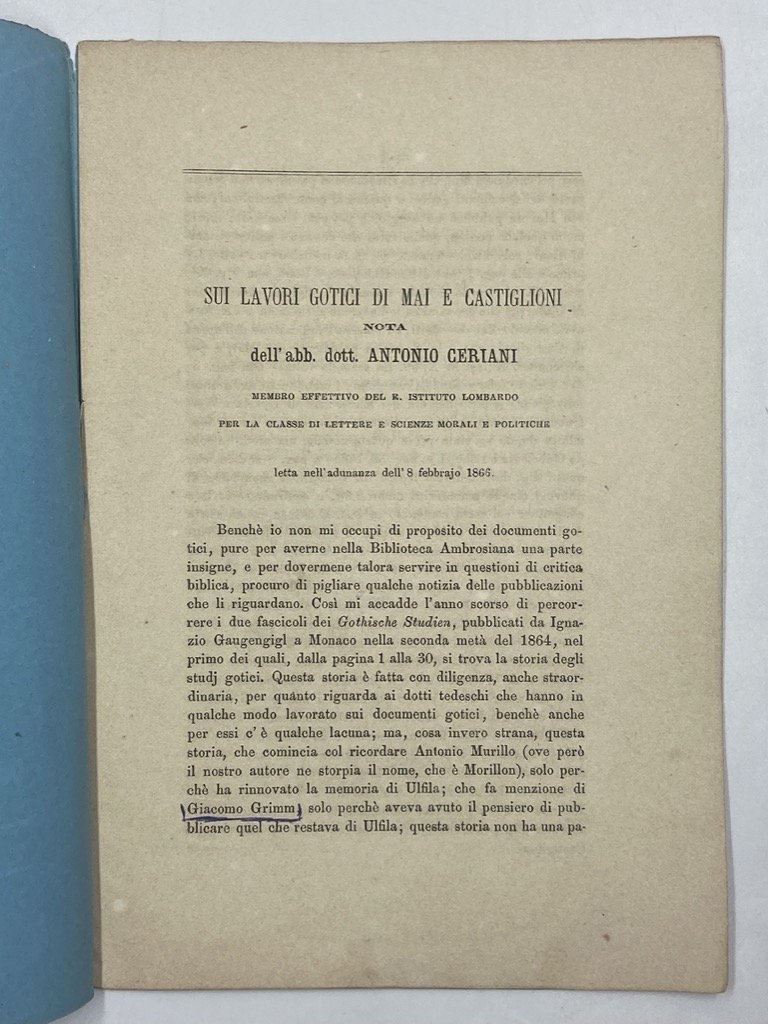 SUI LAVORI GOTICI DI MAI E CASTIGLIONI
NOTA
dell'abb. dott. ANTONIO CERIANI
MEMBRO EFFETTIVO DEL R. ISTITUTO LOMBARDO
PER LA CLASSE DI LETTERE E SCIENZE MORALI E POLITICHE
letta nell'adunanza dell'8 febbrajo 1866.
Benchè io non mi occupi di proposito dei documenti go-
tici, pure per averne nella Biblioteca Ambrosiana una parte
insigne, e per dovermene talora servire in questioni di critica
biblica, procuro di pigliare qualche notizia delle pubblicazioni
che li riguardano. Così mi accadde l'anno scorso di percor-
rere i due fascicoli dei Gothische Studien, pubblicati da Igna-
zio Gaugengigl a Monaco nella seconda metà del 1864, nel
primo dei quali, dalla pagina 1 alla 30, si trova la storia degli
studj gotici. Questa storia è fatta con diligenza, anche straor-
dinaria, per quanto riguarda ai dotti tedeschi che hanno in
qualche modo lavorato sui documenti gotici, benchè anche
per essi c'è qualche lacuna; ma, cosa invero strana, questa
storia, che comincia col ricordare Antonio Murillo (ove però
il nostro autore ne storpia il nome, che è Morillon), solo per-
chè ha rinnovato la memoria di Ulfila; che fa menzione di
Giacomo Grimm, solo perchè aveva avuto il pensiero di pub-
blicare quel che restava di Ulfila; questa storia non ha una pa-